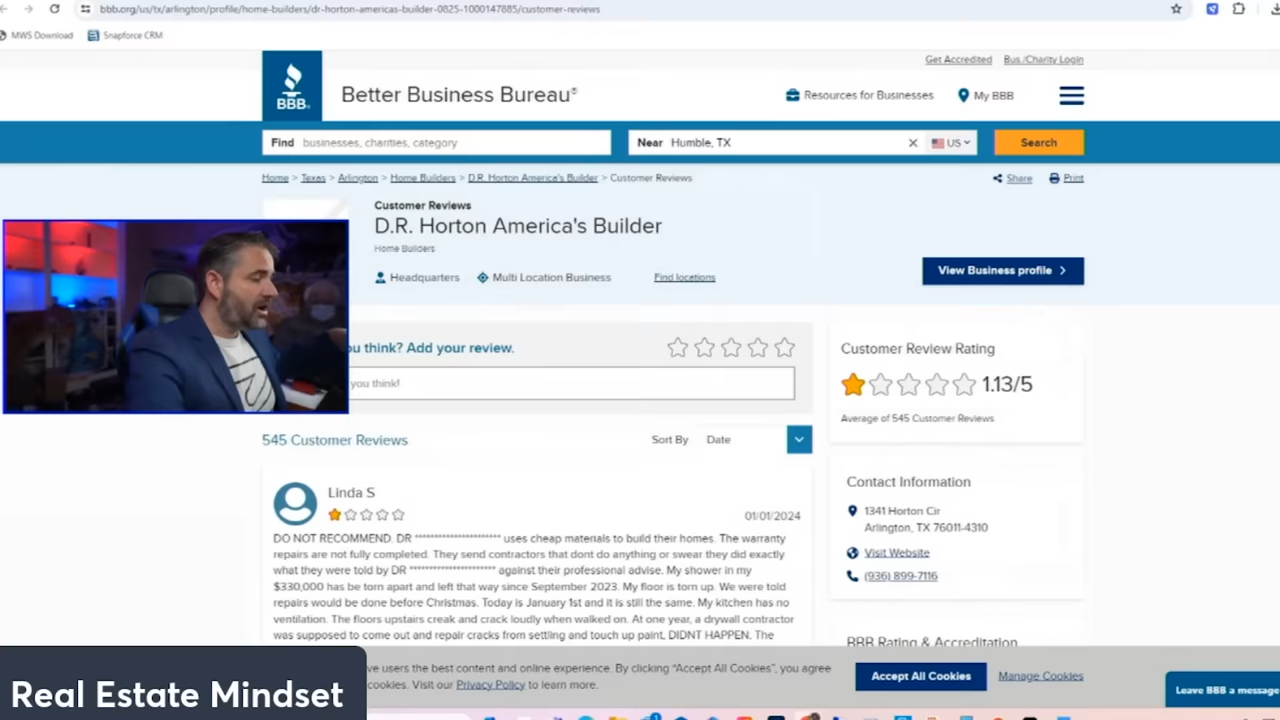 bbb.org/us/tx/arlington/profile/home-builders/dr-horton-americas-builder-0825-1000147885/customer-reviews
MWS Download
Snapforce CRM
Get Accredited
Bus./Charity Login
BBB.
Better Business Bureau®
Resources for Businesses
My BBB
Find businesses, charities, category
Near Humble, TX
US
Search
Home > Texas > Arlington > Home Builders > D.R. Horton America's Builder > Customer Reviews
Share
Print
Customer Reviews
D.R. Horton America's Builder
Home Builders
Headquarters
Multi Location Business
Find locations
View Business profile
you think? Add your review.
you think!
545 Customer Reviews
Sort By Date
Linda S
01/01/2024
DO NOT RECOMMEND. DR ********************** uses cheap materials to build their homes. The warranty
repairs are not fully completed. They send contractors that dont do anything or swear they did exactly
what they were told by DR ********************** against their professional advise. My shower in my
$330,000 has be torn apart and left that way since September 2023. My floor is torn up. We were told
repairs would be done before Christmas. Today is January 1st and it is still the same. My kitchen has no
ventilation. The floors upstairs creak and crack loudly when walked on. At one year, a drywall contractor
was supposed to come out and repair cracks from settling and touch up paint, DIDNT HAPPEN. The
Customer Review Rating
1.13/5
Average of 545 Customer Reviews
Contact Information
1341 Horton Cir
Arlington, TX 76011-4310
Visit Website
(936) 899-7116
BBB Rating & Accreditation
ve users the best content and online experience. By clicking “Accept All Cookies”, you agree
cookies. Visit our Privacy Policy to learn more.
Accept All Cookies
Manage Cookies
Leave BBB a message
Real Estate Mindset